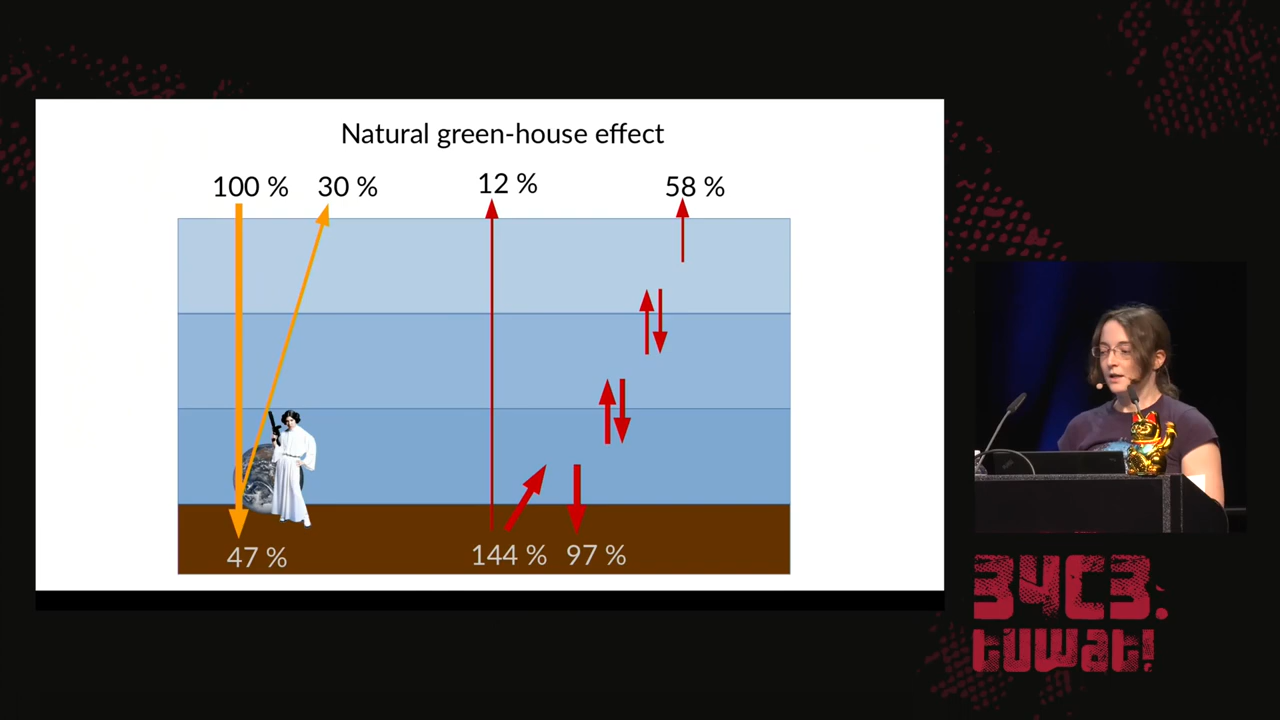 Natural green-house effect
100 % 30 % 12 % 58 %
47 % 144 % 97 %
34C3.
tuwat!